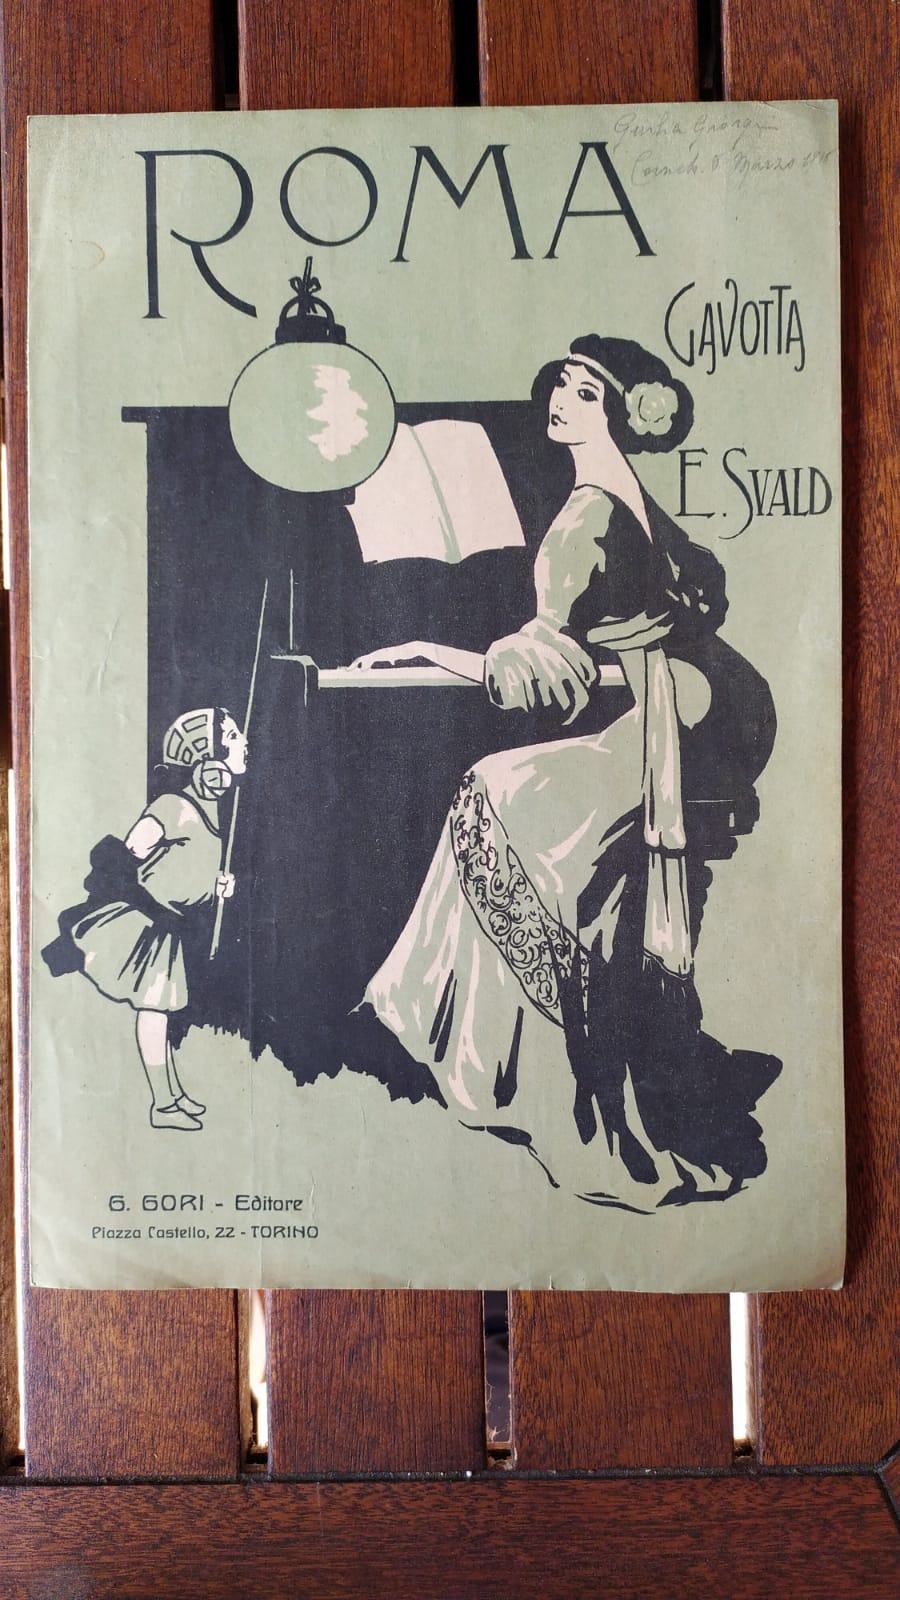 ROMA
GAVOTTA
E. SVALD
G. GORI - Editore
Piazza Castello, 22 - TORINO